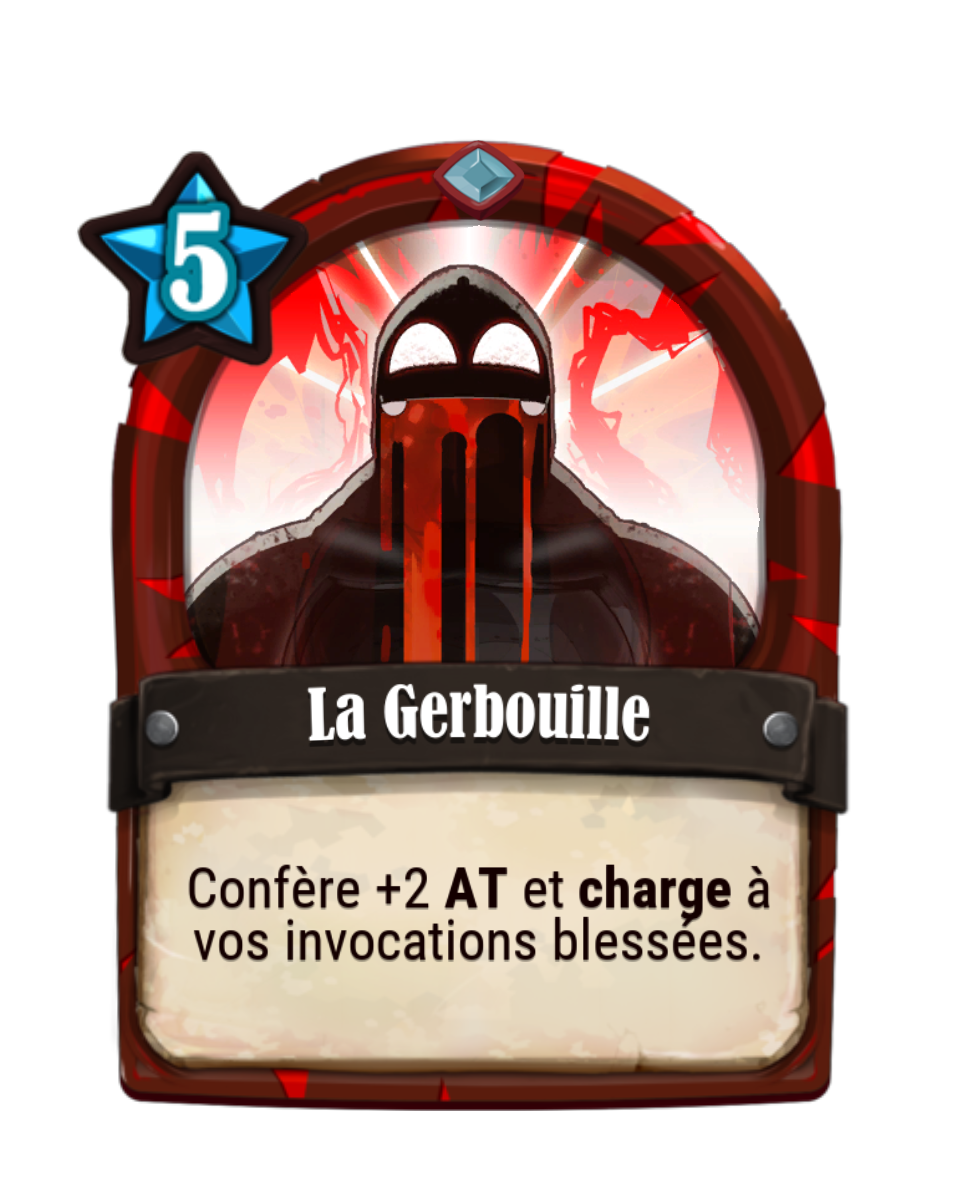 5
La Gerbouille
Confère +2 AT et charge à
vos invocations blessées.